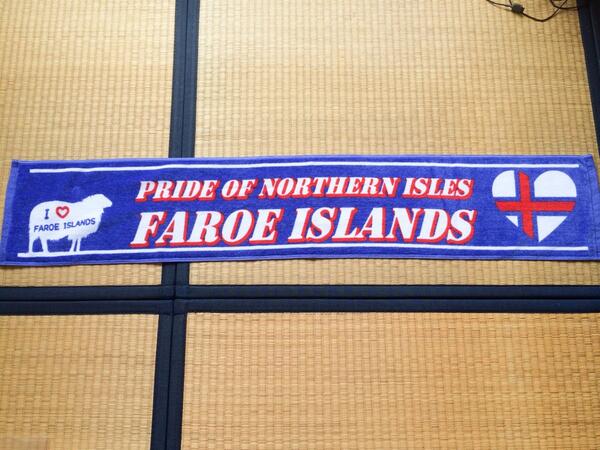 I ♥
FAROE ISLANDS
PRIDE OF NORTHERN ISLES
FAROE ISLANDS